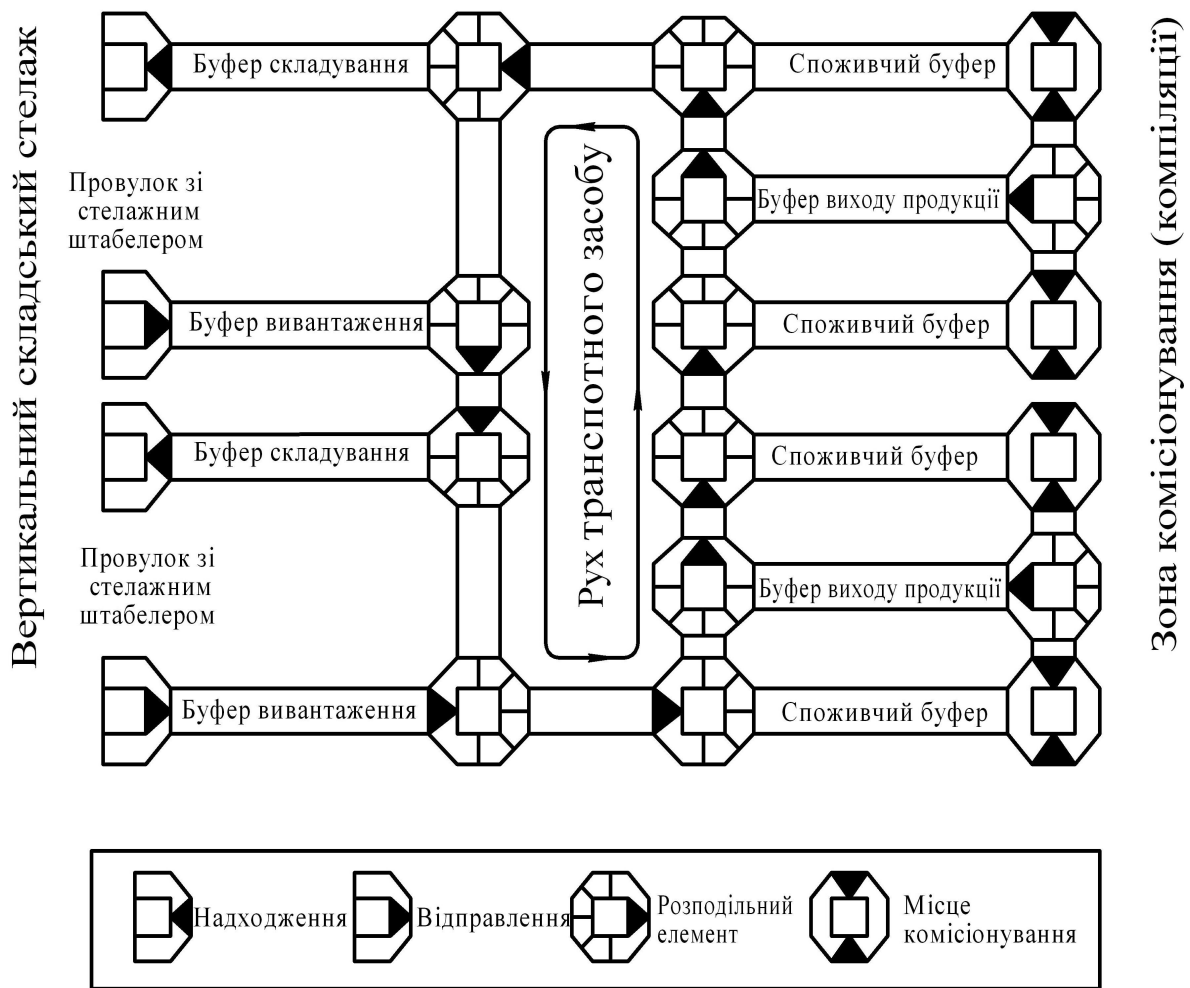 Вертикальний складський стелаж
Буфер складування
Споживчий буфер
Провулок зі
стелажним
штабелером
Буфер виходу продукції
Буфер вивантаження
Споживчий буфер
Рух транспотного засобу
Буфер складування
Споживчий буфер
Провулок зі
стелажним
штабелером
Буфер виходу продукції
Буфер вивантаження
Споживчий буфер
Зона комісіонування (компіляції)
Надходження
Відправлення
Розподільний
елемент
Місце
комісіонування